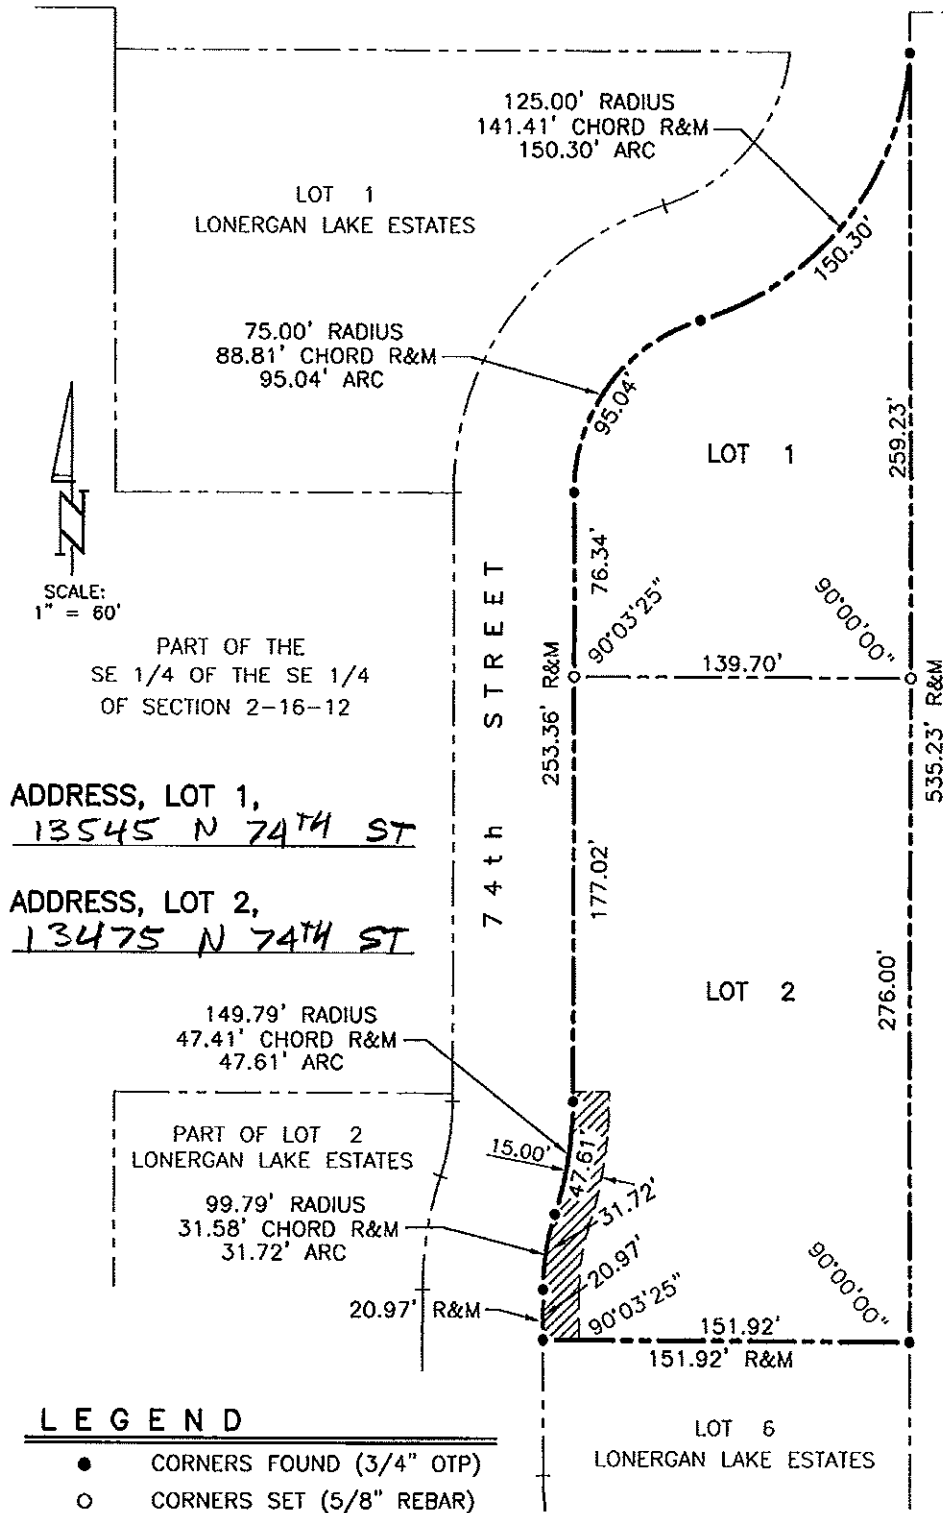 125.00' RADIUS
141.41' CHORD R&M
150.30' ARC
150.30'
LOT 1
LONERGAN LAKE ESTATES
75.00' RADIUS
88.81' CHORD R&M
95.04' ARC
95.04'
LOT 1
259.23'
SCALE:
1" = 60'
76.34'
90°03'25"
90°00'00"
139.70'
PART OF THE
SE 1/4 OF THE SE 1/4
OF SECTION 2-16-12
74th STREET
253.36' R&M
535.23' R&M
ADDRESS, LOT 1,
13545 N 74TH ST
ADDRESS, LOT 2,
13475 N 74TH ST
177.02'
LOT 2
276.00'
149.79' RADIUS
47.41' CHORD R&M
47.61' ARC
PART OF LOT 2
LONERGAN LAKE ESTATES
15.00'
47.61'
99.79' RADIUS
31.58' CHORD R&M
31.72' ARC
31.72'
20.97' R&M
20.97'
90°03'25"
90°00'00"
151.92'
151.92' R&M
LEGEND
CORNERS FOUND (3/4" OTP)
CORNERS SET (5/8" REBAR)
LOT 6
LONERGAN LAKE ESTATES